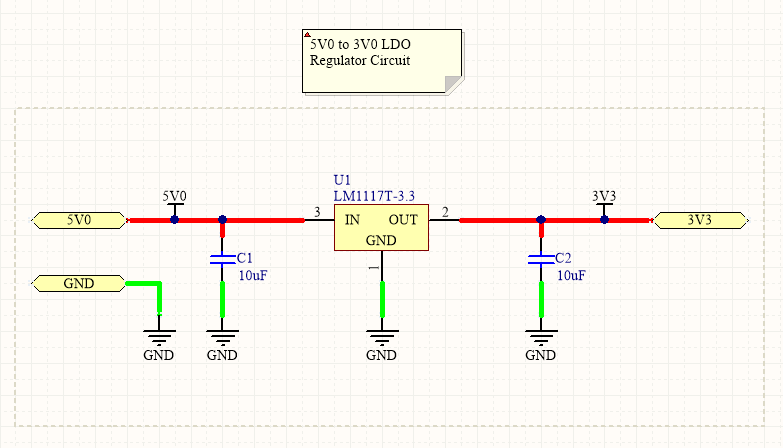 5V0 to 3V0 LDO
Regulator Circuit
U1
LM1117T-3.3
5V0
3V3
5V0
3
IN
OUT
2
3V3
GND
1
C1
10uF
C2
10uF
GND
GND
GND
GND
GND